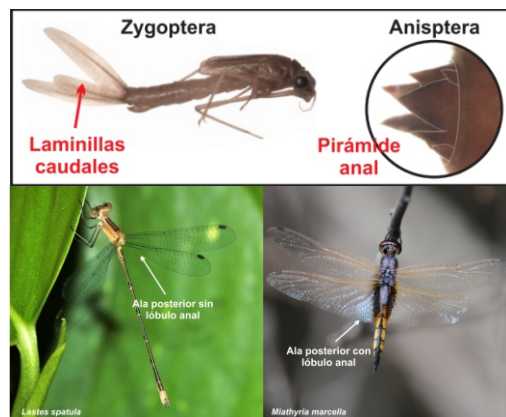 Zygoptera
Anisptera
Laminillas
caudales
Pirámide
anal
Ala posterior sin
lóbulo anal
Lestes spatula
Ala posterior con
lóbulo anal
Miathyria marcella